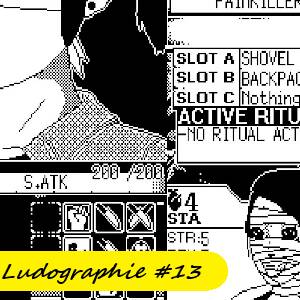 PAINKILLER
SLOT A SHOVEL
SLOT B BACKPAC
SLOT C Nothing
ACTIVE RITU
-NO RITUAL ACT
200/200
S.ATK
4
STA
STR:5
Ludographie #13